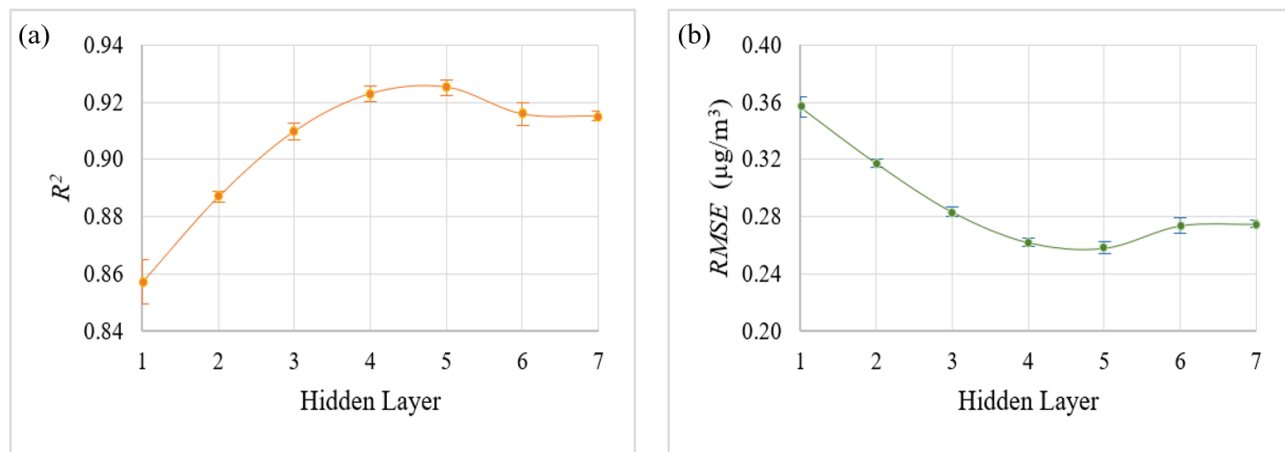 (a)
R²
0.94
0.92
0.90
0.88
0.86
0.84
1 2 3 4 5 6 7
Hidden Layer
(b)
RMSE (µg/m³)
0.40
0.36
0.32
0.28
0.24
0.20
1 2 3 4 5 6 7
Hidden Layer